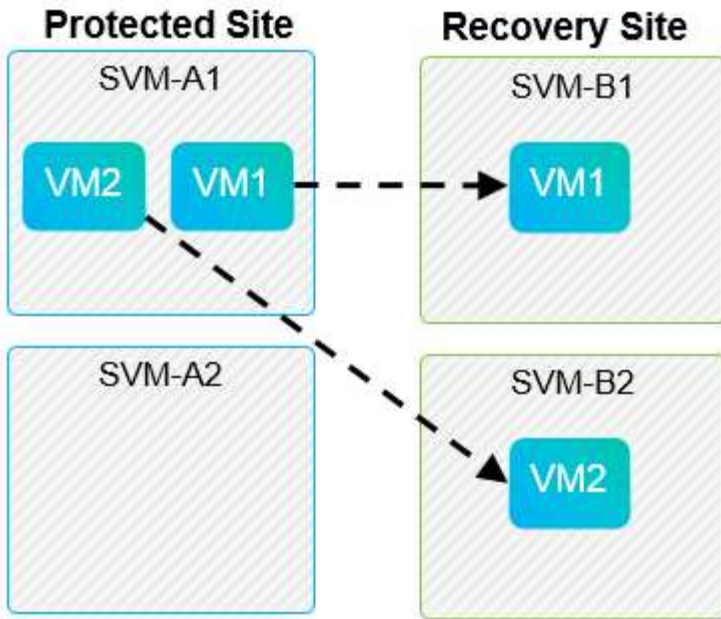 Protected Site
Recovery Site
SVM-A1
SVM-B1
VM2
VM1
VM1
SVM-A2
SVM-B2
VM2